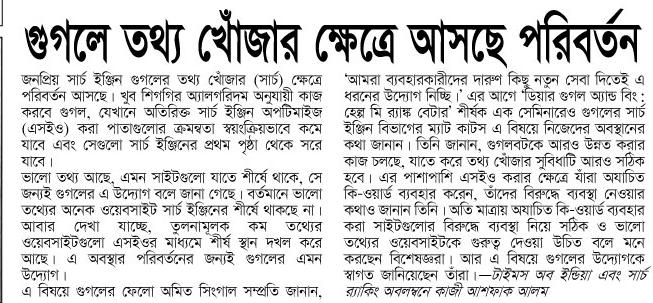 গুগলে তথ্য খোঁজার ক্ষেত্রে আসছে পরিবর্তন
জনপ্রিয় সার্চ ইঞ্জিন গুগলের তথ্য খোঁজার (সার্চ) ক্ষেত্রে
পরিবর্তন আসছে। খুব শিগগির অ্যালগরিদম অনুযায়ী কাজ
করবে গুগল, যেখানে অতিরিক্ত সার্চ ইঞ্জিন অপটিমাইজ
(এসইও) করা পাতাগুলোর ক্রমস্বতা স্বয়ংক্রিয়ভাবে কমে
যাবে এবং সেগুলো সার্চ ইঞ্জিনের প্রথম পৃষ্ঠা থেকে সরে
যাবে।
ভালো তথ্য আছে, এমন সাইটগুলো যাতে শীর্ষে থাকে, সে
জন্যই গুগলের এ উদ্যোগ বলে জানা গেছে। বর্তমানে ভালো
তথ্যের অনেক ওয়েবসাইট সার্চ ইঞ্জিনের শীর্ষে থাকছে না।
আবার দেখা যাচ্ছে, তুলনামূলক কম তথ্যের
ওয়েবসাইটগুলো এসইওর মাধ্যমে শীর্ষ স্থান দখল করে
আছে। এ অবস্থার পরিবর্তনের জন্যই গুগলের এমন
উদ্যোগ।
এ বিষয়ে গুগলের ফেলো অমিত সিংগাল সম্প্রতি জানান,
‘আমরা ব্যবহারকারীদের দারুণ কিছু নতুন সেবা দিতেই এ
ধরনের উদ্যোগ নিচ্ছি।’ এর আগে ‘ডিয়ার গুগল অ্যান্ড বিং:
হেল্প মি র‍্যাঙ্ক বেটার’ শীর্ষক এক সেমিনারেও গুগলের সার্চ
ইঞ্জিন বিভাগের ম্যাট কাটস এ বিষয়ে নিজেদের অবস্থানের
কথা জানান। তিনি জানান, গুগলবটকে আরও উন্নত করার
কাজ চলছে, যাতে করে তথ্য খোঁজার সুবিধাটি আরও সঠিক
হবে। এর পাশাপাশি এসইও করার ক্ষেত্রে যাঁরা অযাচিত
কি-ওয়ার্ড ব্যবহার করেন, তাঁদের বিরুদ্ধে ব্যবস্থা নেওয়ার
কথাও জানান তিনি। অতি মাত্রায় অযাচিত কি-ওয়ার্ড ব্যবহার
করা সাইটগুলোর বিরুদ্ধে ব্যবস্থা নিয়ে সঠিক ও ভালো
তথ্যের ওয়েবসাইটকে গুরুত্ব দেওয়া উচিত বলে মনে
করছেন বিশেষজ্ঞরা। আর এ বিষয়ে গুগলের উদ্যোগকে
স্বাগত জানিয়েছেন তাঁরা।—টাইমস অব ইন্ডিয়া এবং সার্চ
র‍্যাকিং অবলম্বনে কাজী আশফাক আলম